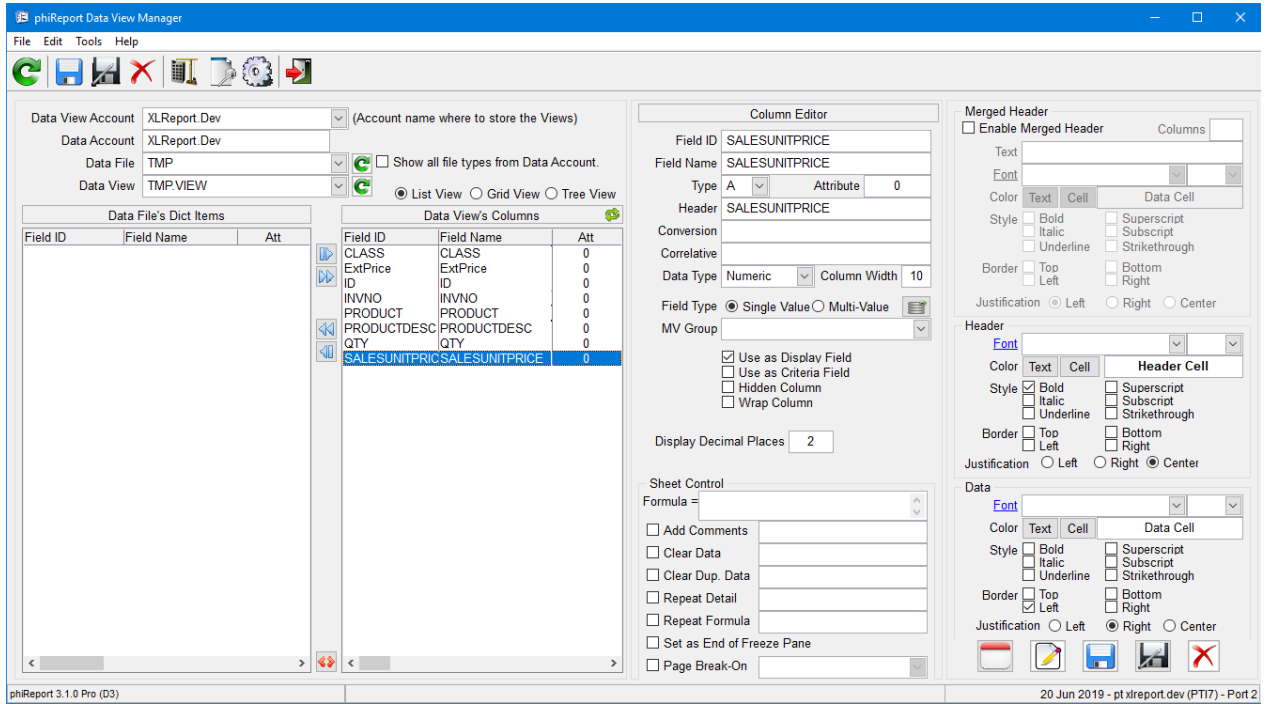 phiReport Data View Manager
File Edit Tools Help
Data View Account XLReport.Dev (Account name where to store the Views)
Data Account XLReport.Dev
Data File TMP Show all file types from Data Account.
Data View TMP.VIEW List View Grid View Tree View
Data File's Dict Items
Field ID Field Name Att
Data View's Columns
Field ID Field Name Att
CLASS CLASS 0
ExtPrice ExtPrice 0
ID ID 0
INVNO INVNO 0
PRODUCT PRODUCT 0
PRODUCTDESC PRODUCTDESC 0
QTY QTY 0
SALESUNITPRIC SALESUNITPRICE 0
Column Editor
Field ID SALESUNITPRICE
Field Name SALESUNITPRICE
Type A Attribute 0
Header SALESUNITPRICE
Conversion
Correlative
Data Type Numeric Column Width 10
Field Type Single Value Multi-Value
MV Group
Use as Display Field
Use as Criteria Field
Hidden Column
Wrap Column
Display Decimal Places 2
Sheet Control
Formula =
Add Comments
Clear Data
Clear Dup. Data
Repeat Detail
Repeat Formula
Set as End of Freeze Pane
Page Break-On
Merged Header
Enable Merged Header Columns
Text
Font
Color Text Cell Data Cell
Style Bold Superscript
Italic Subscript
Underline Strikethrough
Border Top Bottom
Left Right
Justification Left Right Center
Header
Font
Color Text Cell Header Cell
Style Bold Superscript
Italic Subscript
Underline Strikethrough
Border Top Bottom
Left Right
Justification Left Right Center
Data
Font
Color Text Cell Data Cell
Style Bold Superscript
Italic Subscript
Underline Strikethrough
Border Top Bottom
Left Right
Justification Left Right Center
phiReport 3.1.0 Pro (D3)
20 Jun 2019 - pt xlreport.dev (PTI7) - Port 2